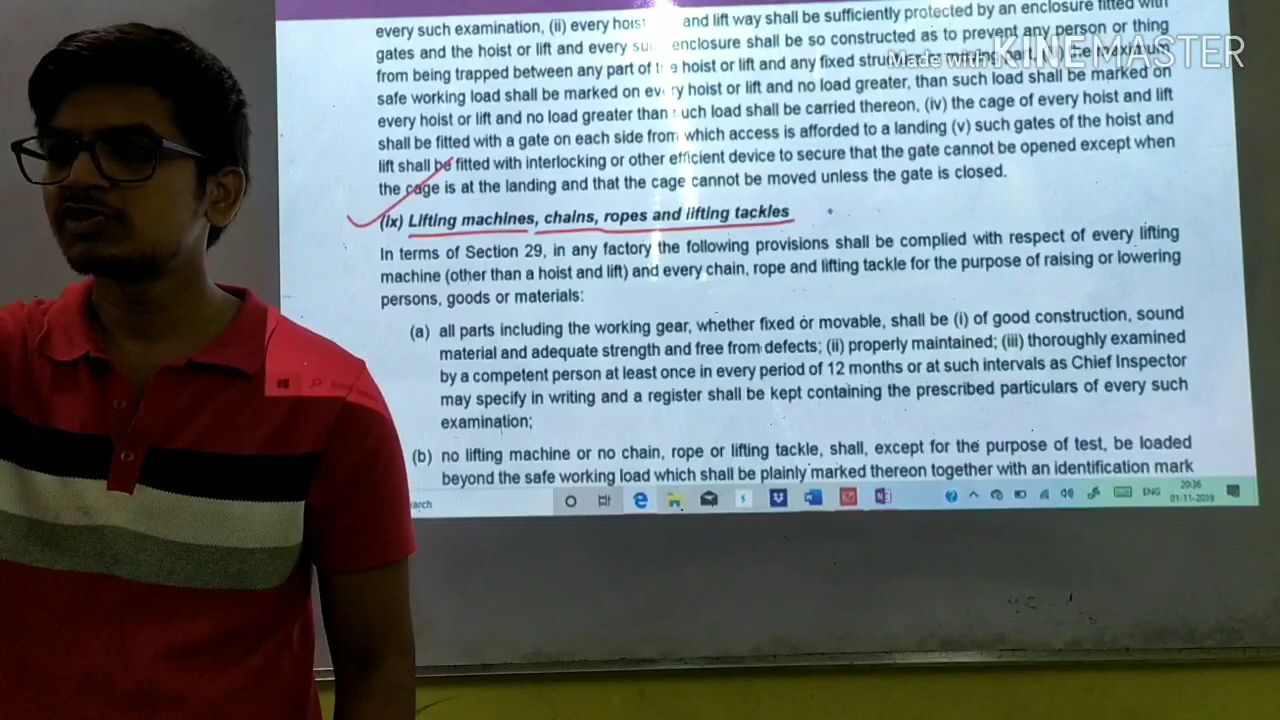 every such examination, (ii) every hoist and lift way shall be sufficiently protected by an enclosure fitted with
gates and the hoist or lift and every su enclosure shall be so constructed as to prevent any person or thing
from being trapped between any part of the hoist or lift and any fixed
Made with KINEMASTER
safe working load shall be marked on every hoist or lift and no load greater, than such load shall be marked on
every hoist or lift and no load greater than such load shall be carried thereon, (iv) the cage of every hoist and lift
shall be fitted with a gate on each side from which access is afforded to a landing (v) such gates of the hoist and
lift shall be fitted with interlocking or other efficient device to secure that the gate cannot be opened except when
the cage is at the landing and that the cage cannot be moved unless the gate is closed.
(ix) Lifting machines, chains, ropes and lifting tackles
In terms of Section 29, in any factory the following provisions shall be complied with respect of every lifting
machine (other than a hoist and lift) and every chain, rope and lifting tackle for the purpose of raising or lowering
persons, goods or materials:
(a) all parts including the working gear, whether fixed or movable, shall be (i) of good construction, sound
material and adequate strength and free from defects; (ii) properly maintained; (iii) thoroughly examined
by a competent person at least once in every period of 12 months or at such intervals as Chief Inspector
may specify in writing and a register shall be kept containing the prescribed particulars of every such
examination;
(b) no lifting machine or no chain, rope or lifting tackle, shall, except for the purpose of test, be loaded
beyond the safe working load which shall be plainly marked thereon together with an identification mark
arch
ENG
20:36
01-11-2019